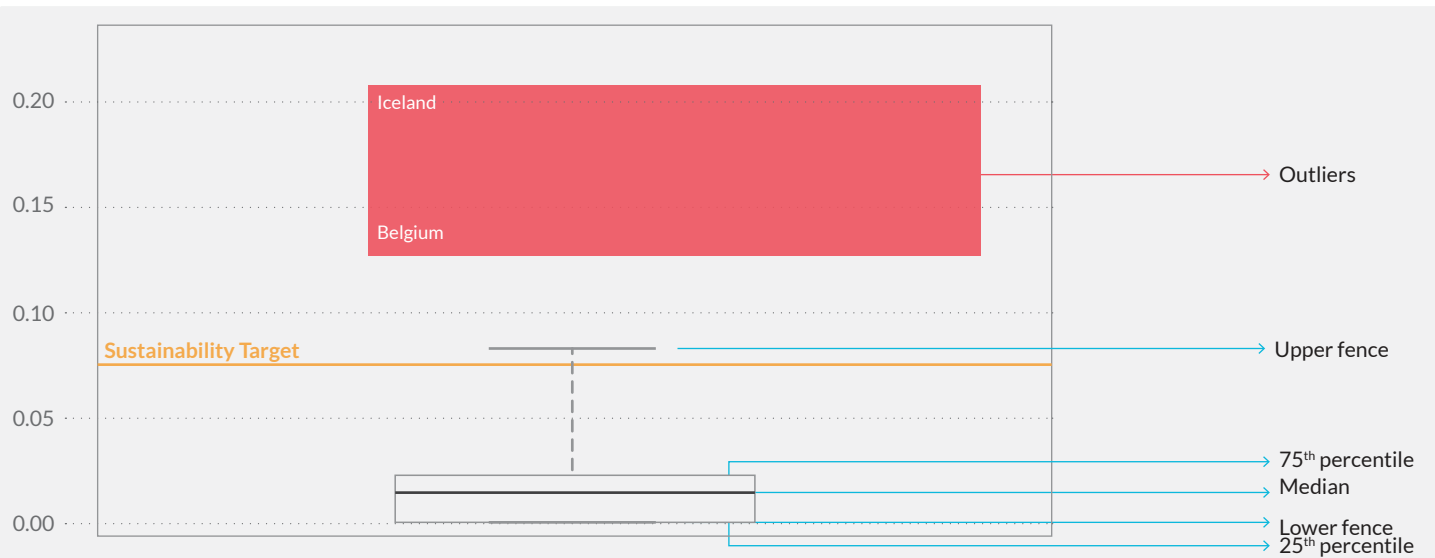 0.20
Iceland
Outliers
0.15
Belgium
0.10
Sustainability Target
Upper fence
0.05
75th percentile
Median
0.00
Lower fence
25th percentile